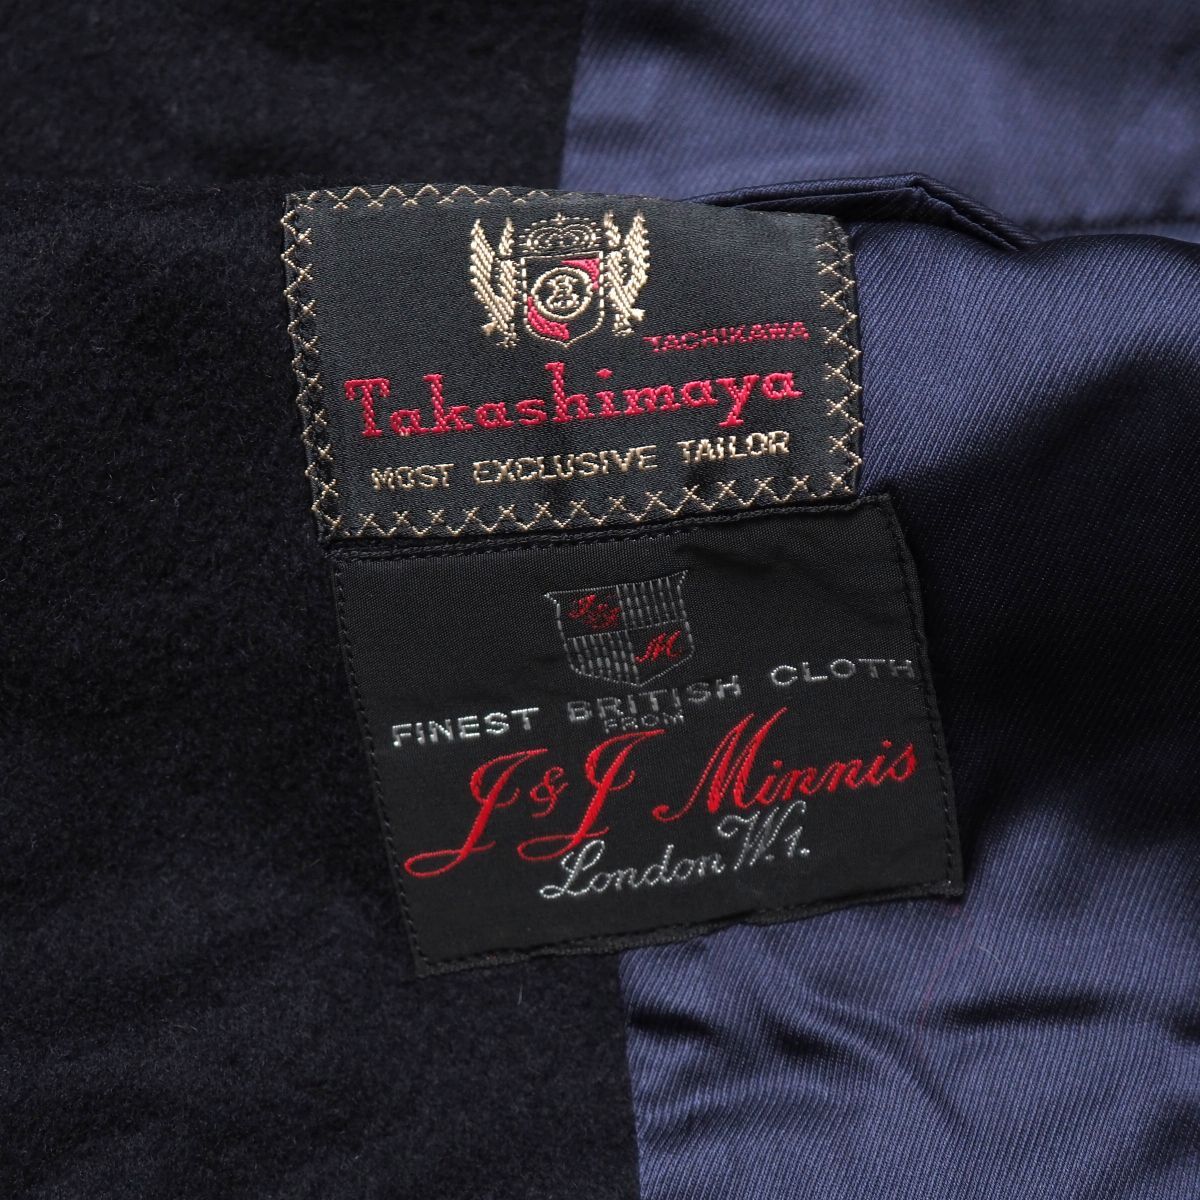 TACHIKAWA
Takashimaya
MOST EXCLUSIVE TAILOR
J&J
M
FINEST BRITISH CLOTH
FROM
J & J Minnis
London W.1.